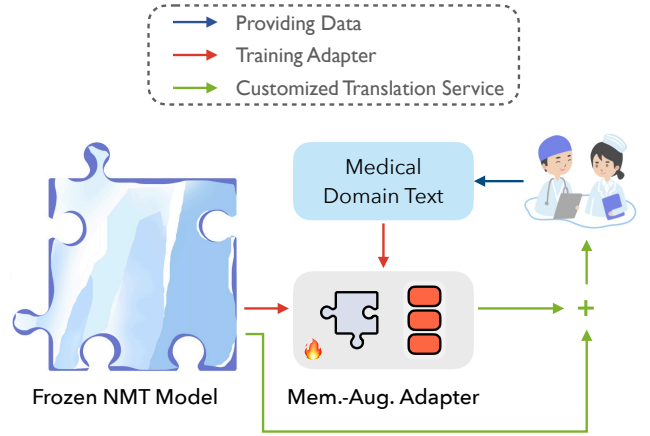 Providing Data
Training Adapter
Customized Translation Service
Medical
Domain Text
+
Frozen NMT Model
Mem.-Aug. Adapter